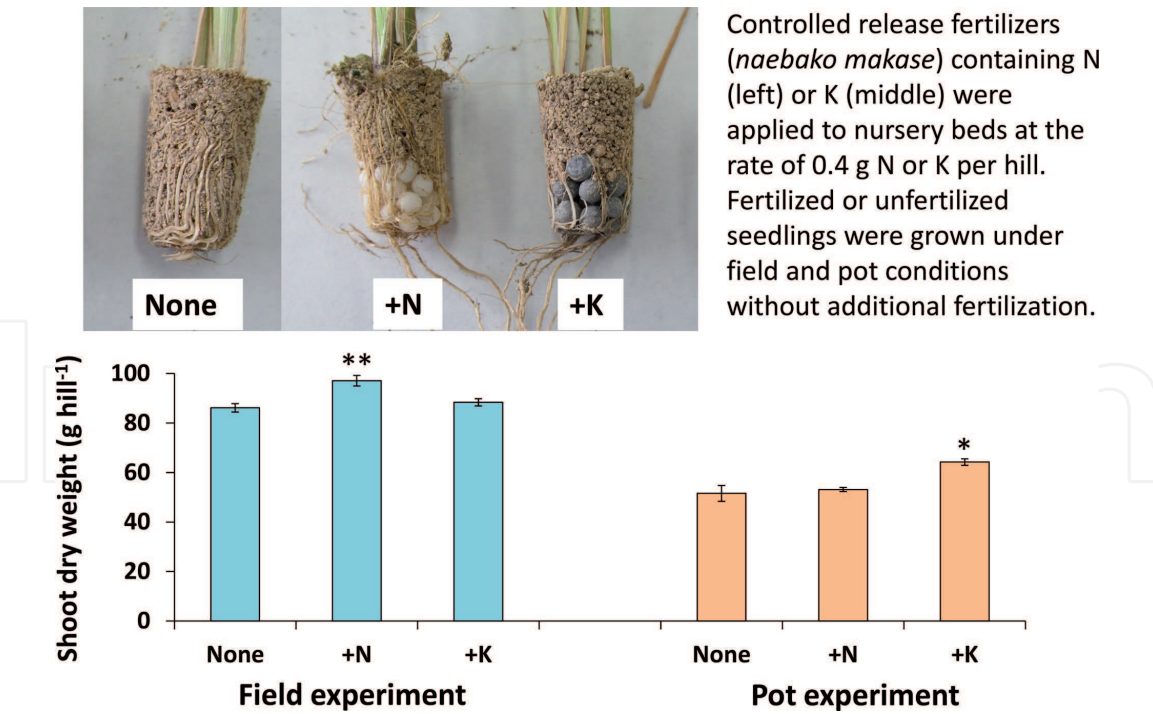 Controlled release fertilizers
(naebako makase) containing N
(left) or K (middle) were
applied to nursery beds at the
rate of 0.4 g N or K per hill.
Fertilized or unfertilized
seedlings were grown under
field and pot conditions
without additional fertilization.
None
+N
+K
Shoot dry weight (g hill-1)
100
80
60
40
20
0
**
*
None
+N
+K
None
+N
+K
Field experiment
Pot experiment